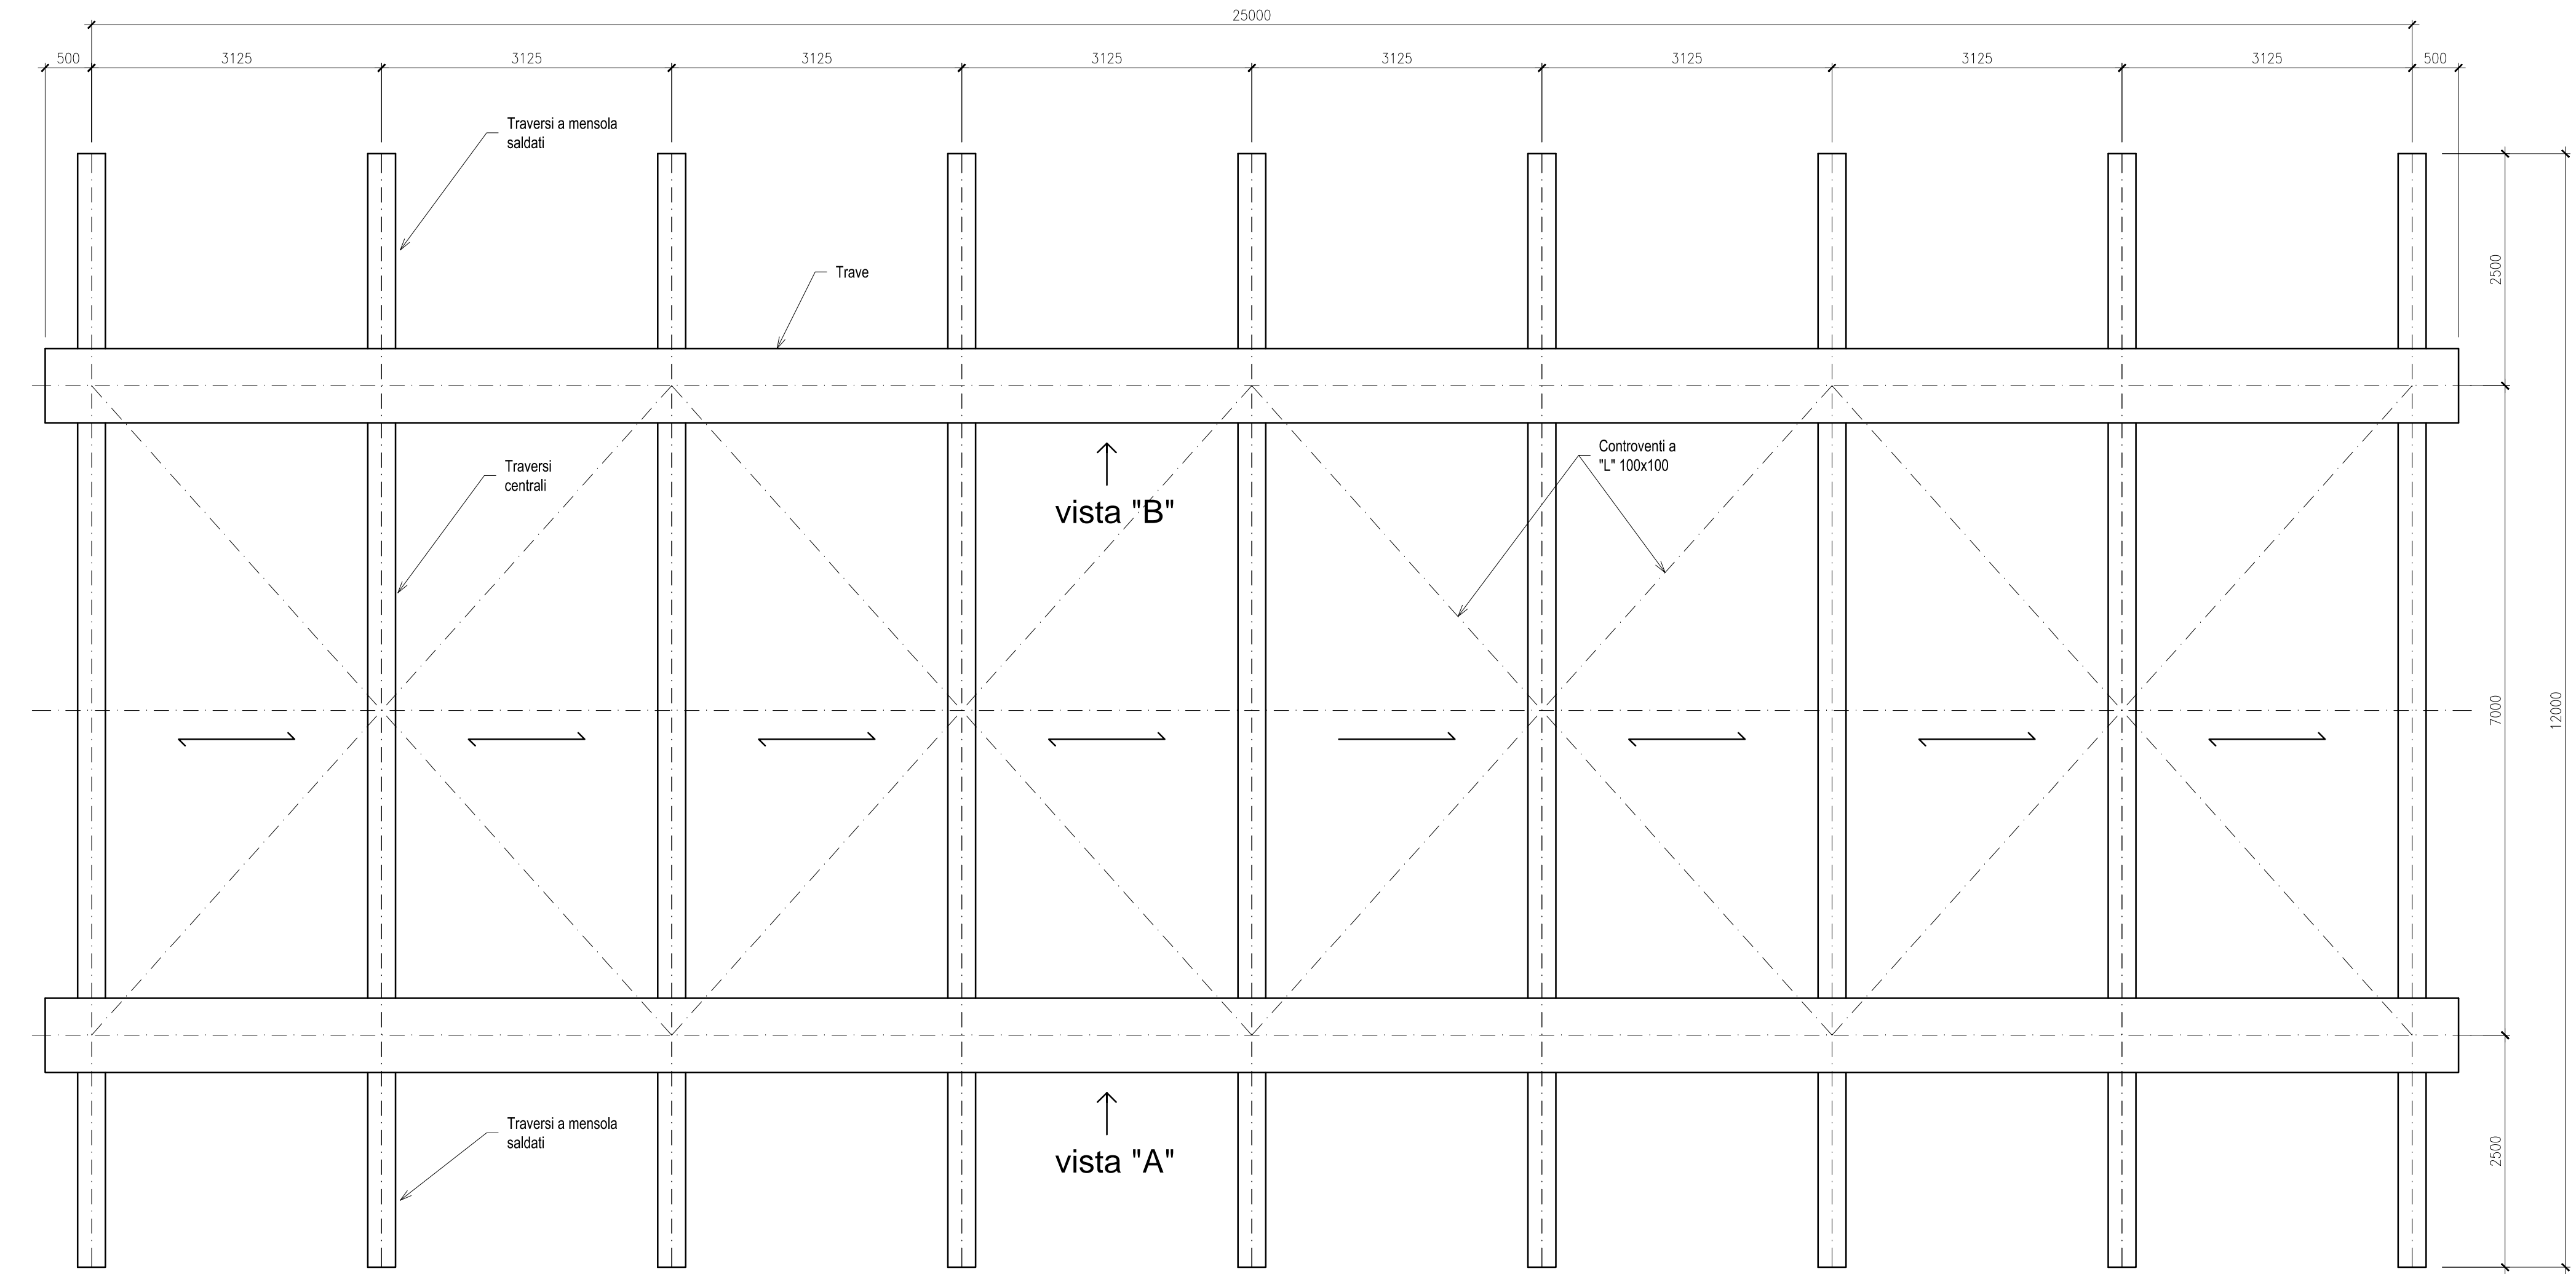 25000
500 3125 3125 3125 3125 3125 3125 3125 3125 500
Traversi a mensola
saldati
Trave
2500
Controventi a
"L" 100x100
Traversi
centrali
vista "B"
7000
12000
Traversi a mensola
saldati
vista "A"
2500